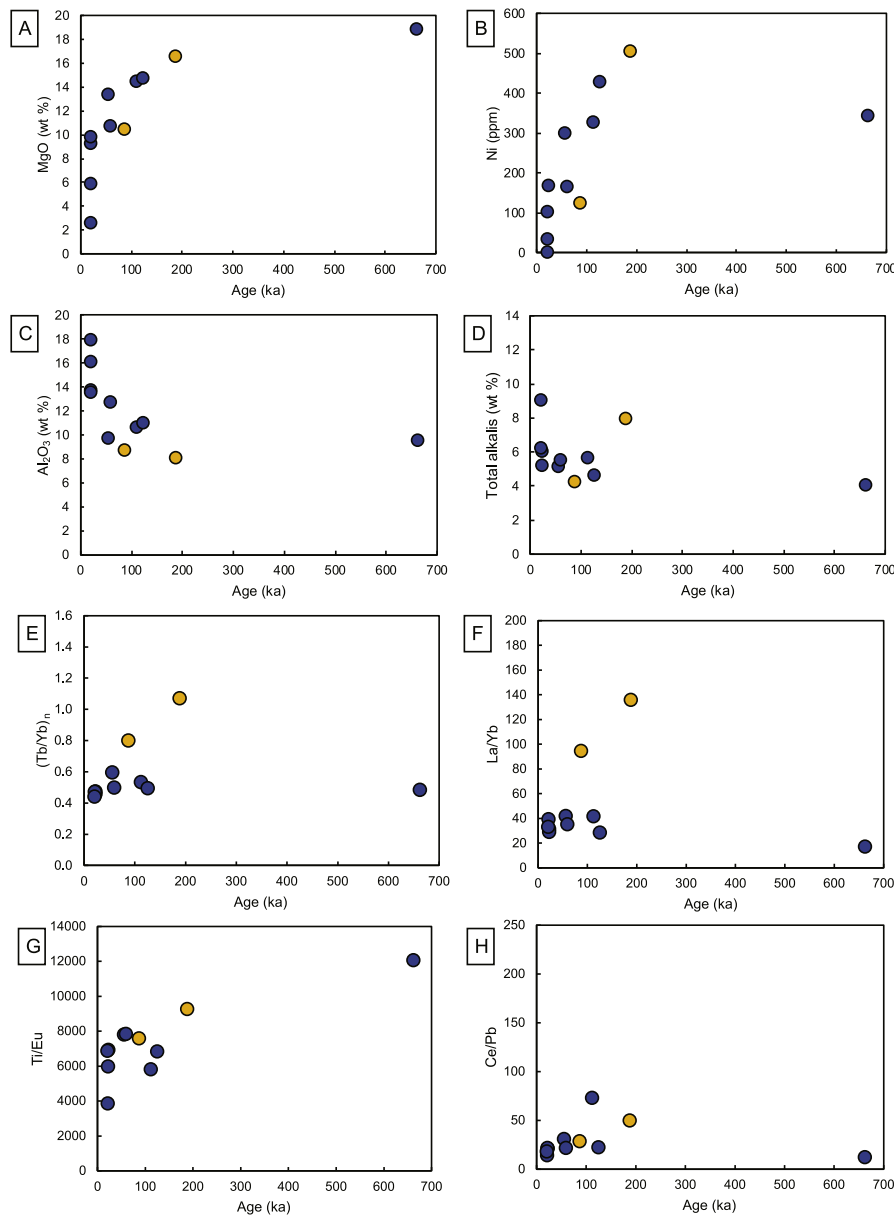 A
MgO (wt %)
20
18
16
14
12
10
8
6
4
2
0
0 100 200 300 400 500 600 700
Age (ka)
B
Ni (ppm)
600
500
400
300
200
100
0
0 100 200 300 400 500 600 700
Age (ka)
C
Al₂O₃ (wt %)
20
18
16
14
12
10
8
6
4
2
0
0 100 200 300 400 500 600 700
Age (ka)
D
Total alkalis (wt %)
14
12
10
8
6
4
2
0
0 100 200 300 400 500 600 700
Age (ka)
E
(Tb/Yb)ₙ
1.6
1.4
1.2
1.0
0.8
0.6
0.4
0.2
0.0
0 100 200 300 400 500 600 700
Age (ka)
F
La/Yb
200
180
160
140
120
100
80
60
40
20
0
0 100 200 300 400 500 600 700
Age (ka)
G
Ti/Eu
14000
12000
10000
8000
6000
4000
2000
0
0 100 200 300 400 500 600 700
Age (ka)
H
Ce/Pb
250
200
150
100
50
0
0 100 200 300 400 500 600 700
Age (ka)